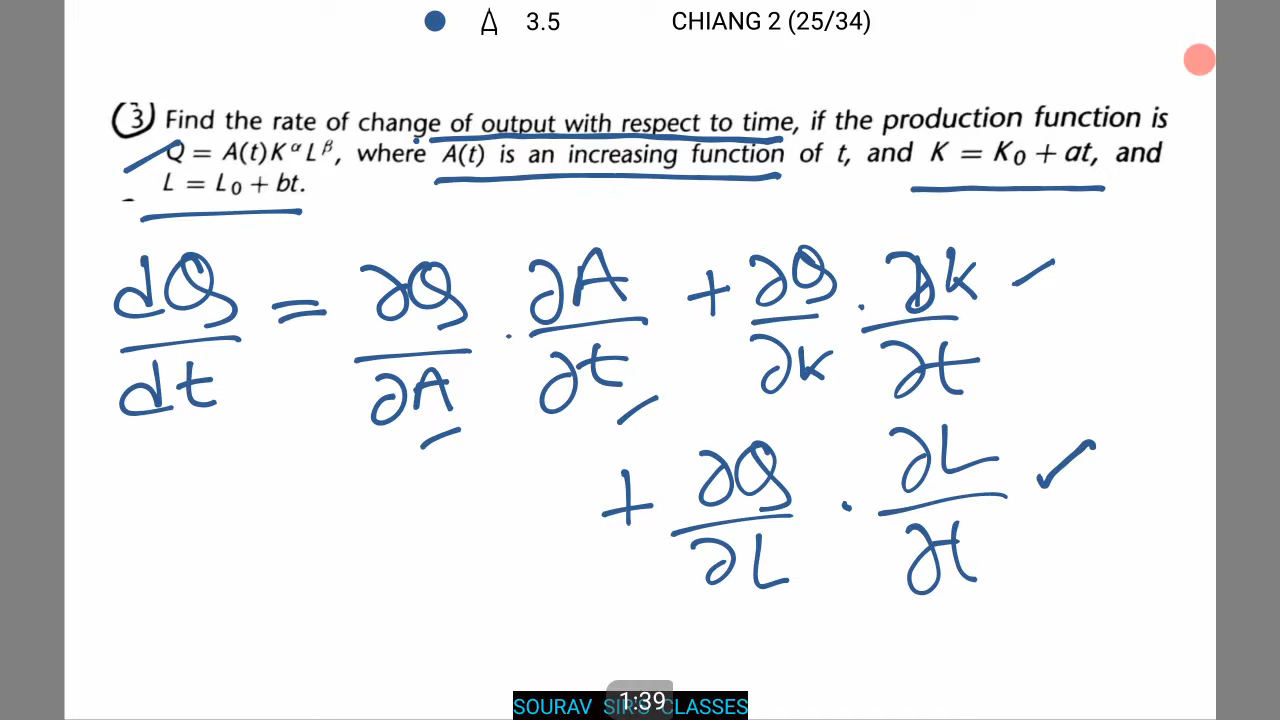 Δ 3.5 CHIANG 2 (25/34)
(3) Find the rate of change of output with respect to time, if the production function is
Q = A(t)K^α L^β, where A(t) is an increasing function of t, and K = K₀ + at, and
L = L₀ + bt.
dQ/dt = ∂Q/∂A · ∂A/∂t + ∂Q/∂K · ∂K/∂t
+ ∂Q/∂L · ∂L/∂t
1:39
SOURAV SIR'S CLASSES